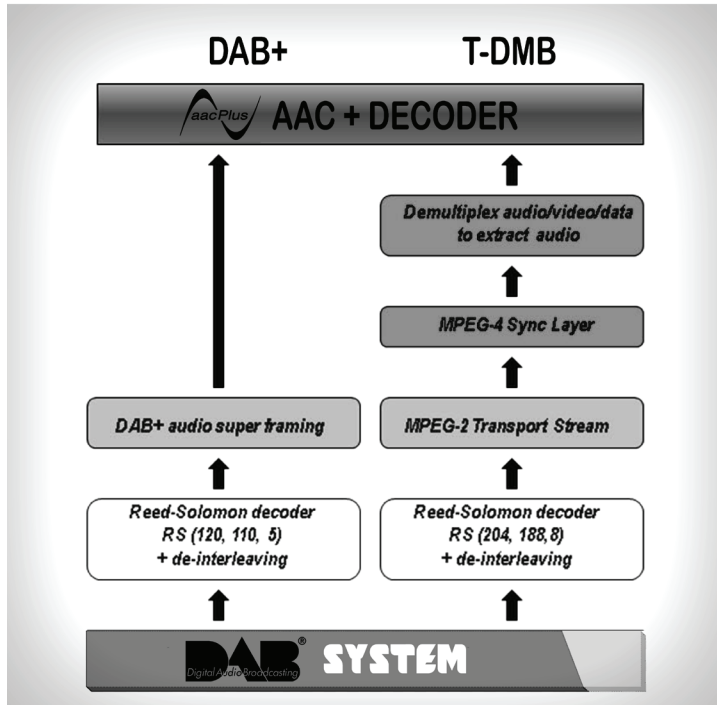 DAB+
T-DMB
aacPlus AAC + DECODER
Demultiplex audio/video/data
to extract audio
MPEG-4 Sync Layer
DAB+ audio super framing
MPEG-2 Transport Stream
Reed-Solomon decoder
RS (120, 110, 5)
+ de-interleaving
Reed-Solomon decoder
RS (204, 188,8)
+ de-interleaving
DAB® SYSTEM
Digital Audio Broadcasting